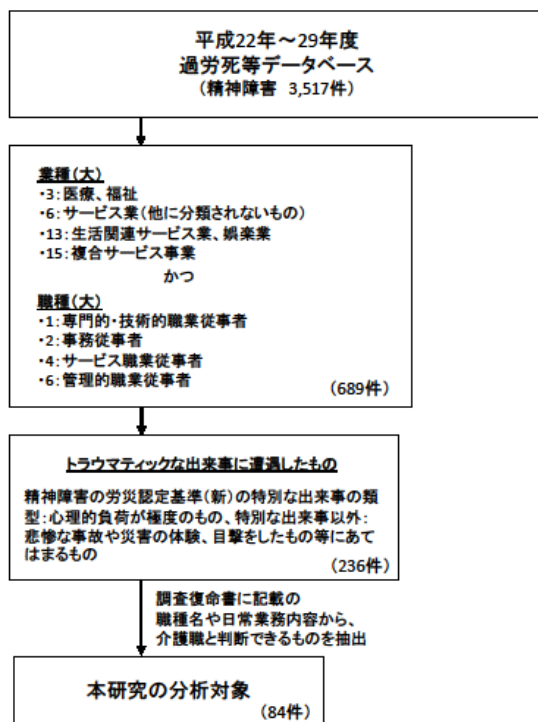 平成22年～29年度
過労死等データベース
（精神障害 3,517件）
業種（大）
・3：医療、福祉
・6：サービス業（他に分類されないもの）
・13：生活関連サービス業、娯楽業
・15：複合サービス事業
かつ
職種（大）
・1：専門的・技術的職業従事者
・2：事務従事者
・4：サービス職業従事者
・6：管理的職業従事者
（689件）
トラウマティックな出来事に遭遇したもの
精神障害の労災認定基準（新）の特別な出来事の類
型：心理的負荷が極度のもの、特別な出来事以外：
悲惨な事故や災害の体験、目撃をしたもの等にあて
はまるもの
（236件）
調査復命書に記載の
職種名や日常業務内容から、
介護職と判断できるものを抽出
本研究の分析対象
（84件）